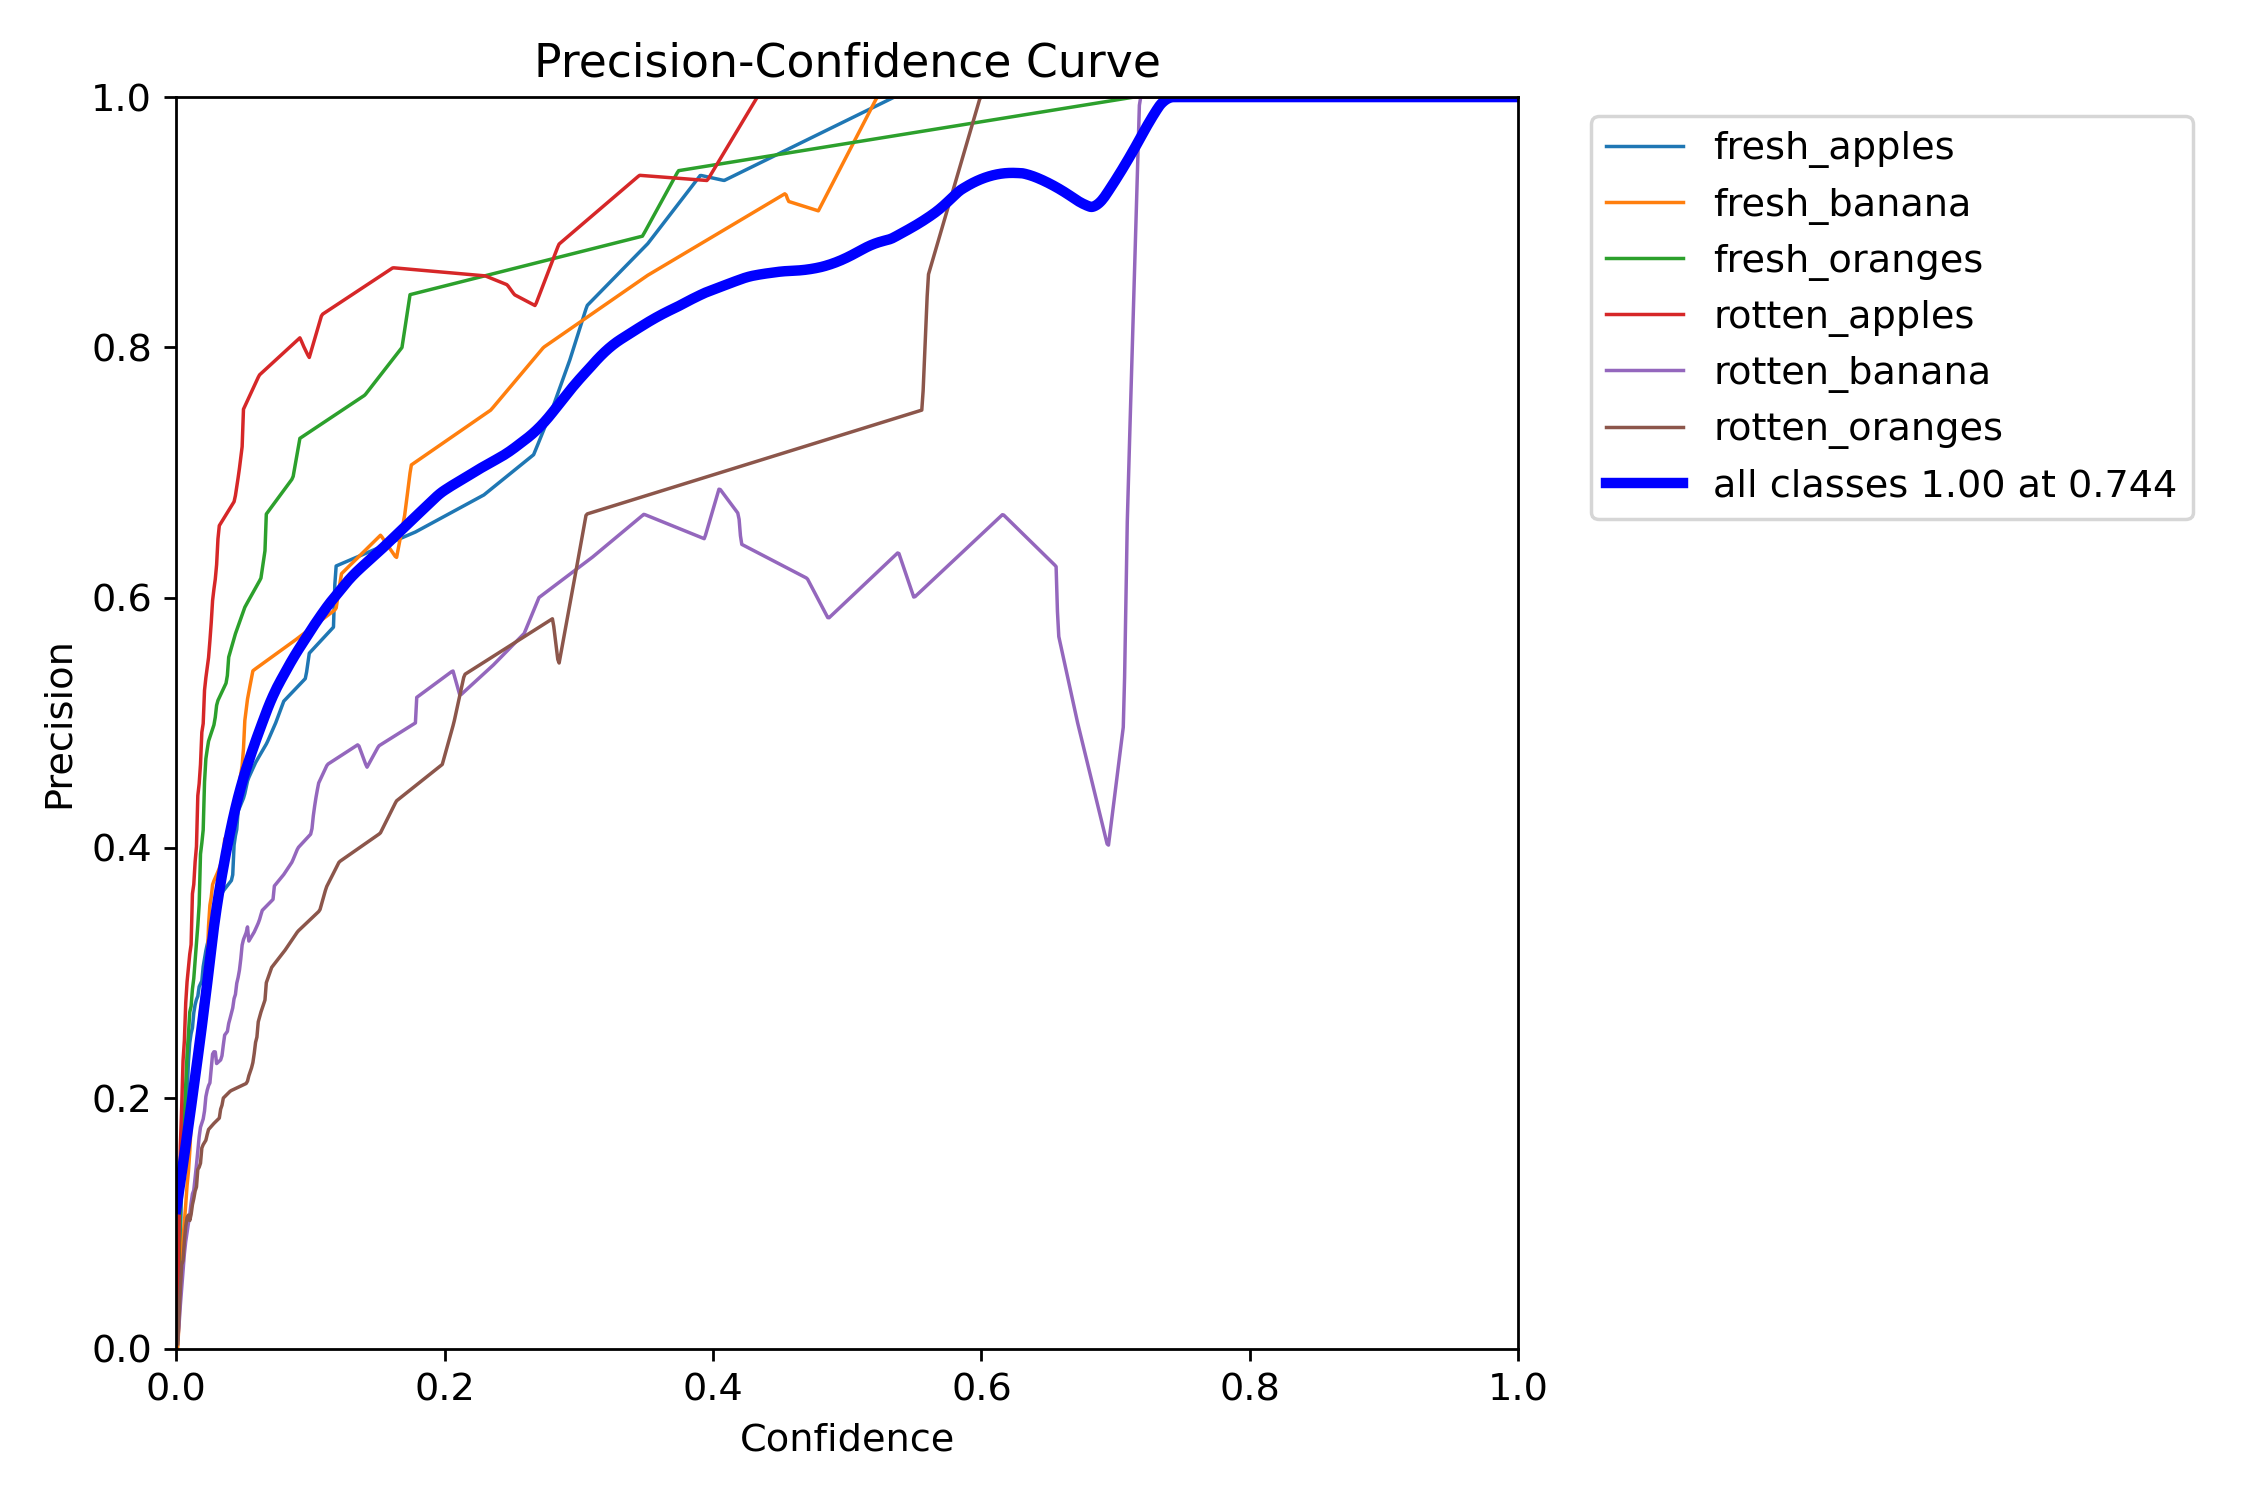 Precision-Confidence Curve
1.0
0.8
0.6
0.4
0.2
0.0
Precision
0.0 0.2 0.4 0.6 0.8 1.0
Confidence
fresh_apples
fresh_banana
fresh_oranges
rotten_apples
rotten_banana
rotten_oranges
all classes 1.00 at 0.744